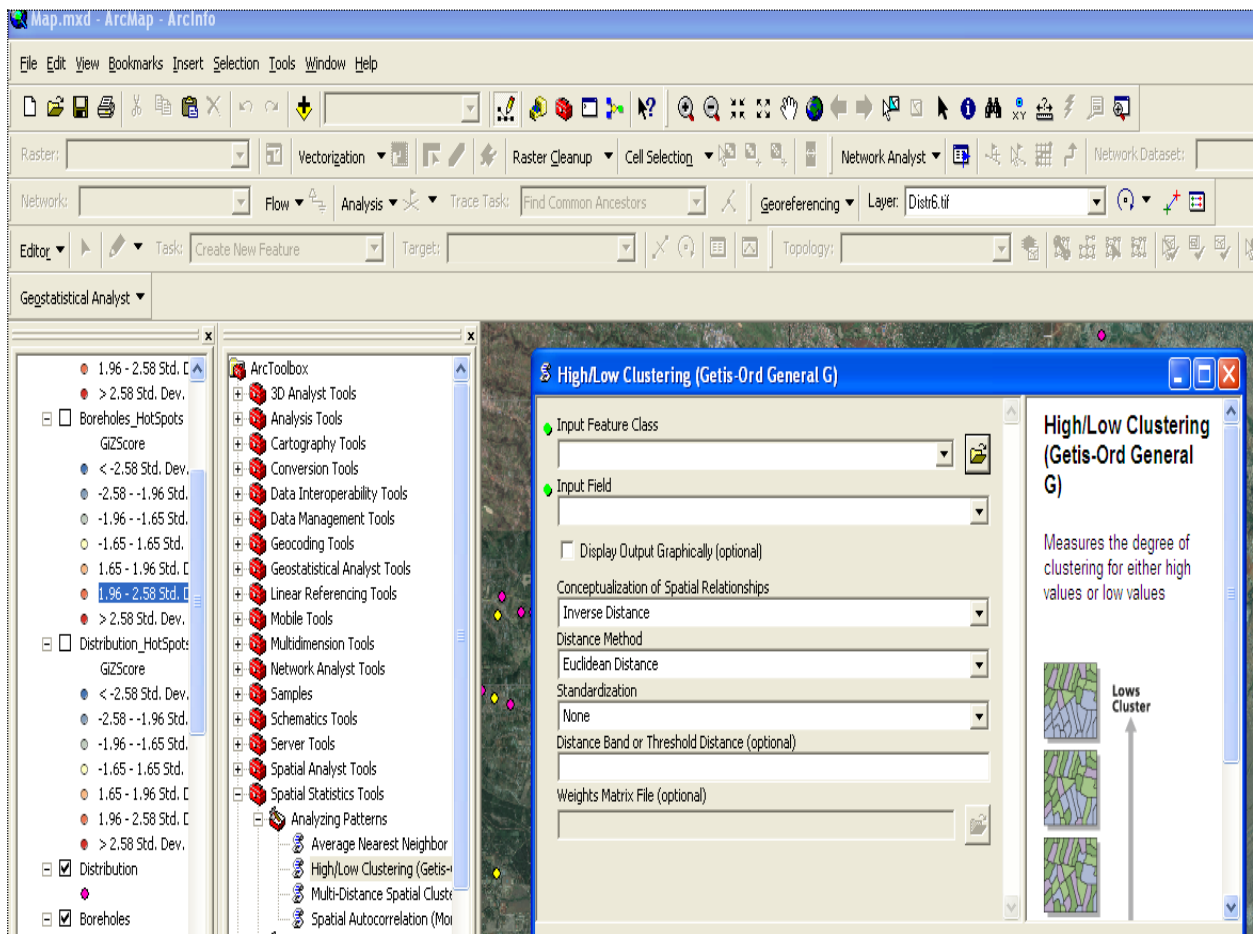 Map.mxd - ArcMap - ArcInfo
File Edit View Bookmarks Insert Selection Tools Window Help
XY
Raster: Vectorization Raster Cleanup Cell Selection Network Analyst Network Dataset:
Network: Flow Analysis Trace Task: Find Common Ancestors Georeferencing Layer: Distr6.tif
Editor Task: Create New Feature Target: Topology:
Geostatistical Analyst
1.96 - 2.58 Std. D
> 2.58 Std. Dev.
Boreholes_HotSpots
GiZScore
< -2.58 Std. Dev.
-2.58 - -1.96 Std.
-1.96 - -1.65 Std.
-1.65 - 1.65 Std.
1.65 - 1.96 Std. D
1.96 - 2.58 Std. D
> 2.58 Std. Dev.
Distribution_HotSpots
GiZScore
< -2.58 Std. Dev.
-2.58 - -1.96 Std.
-1.96 - -1.65 Std.
-1.65 - 1.65 Std.
1.65 - 1.96 Std. D
1.96 - 2.58 Std. D
> 2.58 Std. Dev.
Distribution
Boreholes
ArcToolbox
3D Analyst Tools
Analysis Tools
Cartography Tools
Conversion Tools
Data Interoperability Tools
Data Management Tools
Geocoding Tools
Geostatistical Analyst Tools
Linear Referencing Tools
Mobile Tools
Multidimension Tools
Network Analyst Tools
Samples
Schematics Tools
Server Tools
Spatial Analyst Tools
Spatial Statistics Tools
Analyzing Patterns
Average Nearest Neighbor
High/Low Clustering (Getis-
Multi-Distance Spatial Cluste
Spatial Autocorrelation (Mor
High/Low Clustering (Getis-Ord General G)
Input Feature Class
Input Field
Display Output Graphically (optional)
Conceptualization of Spatial Relationships
Inverse Distance
Distance Method
Euclidean Distance
Standardization
None
Distance Band or Threshold Distance (optional)
Weights Matrix File (optional)
High/Low Clustering
(Getis-Ord General
G)
Measures the degree of
clustering for either high
values or low values
Lows
Cluster